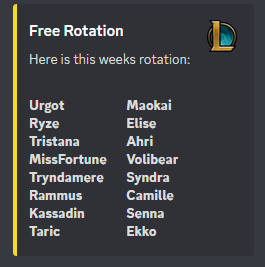 Free Rotation
Here is this weeks rotation:
Urgot Maokai
Ryze Elise
Tristana Ahri
MissFortune Volibear
Tryndamere Syndra
Rammus Camille
Kassadin Senna
Taric Ekko